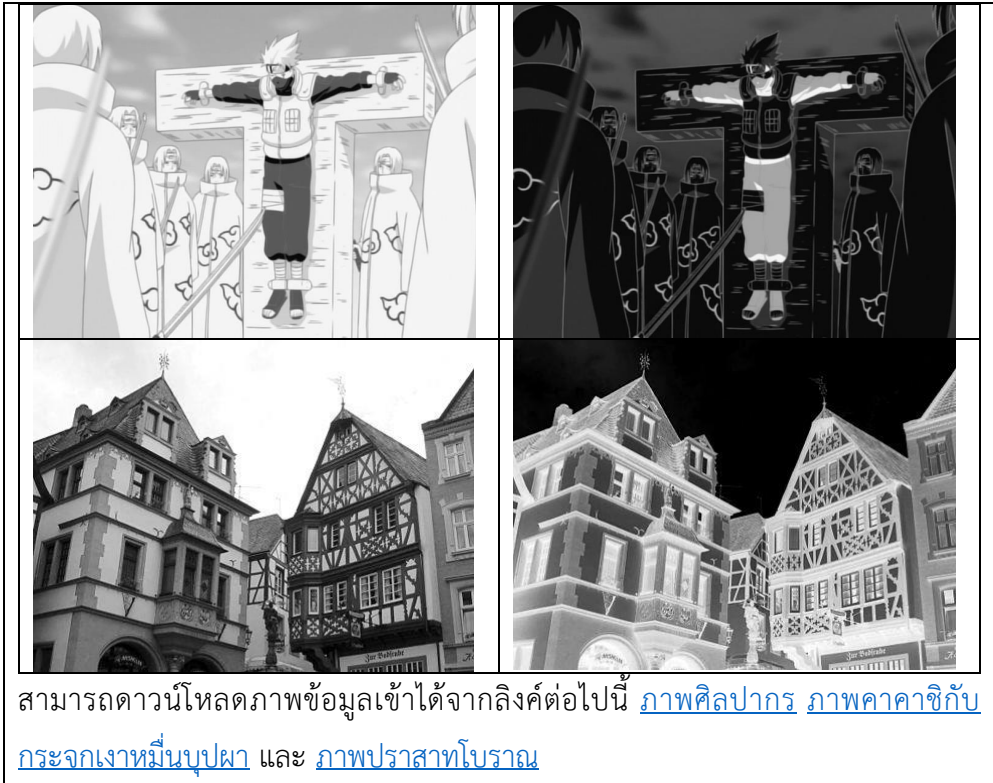 Zur Badstube
Zur Badstube
สามารถดาวน์โหลดภาพข้อมูลเข้าได้จากลิงค์ต่อไปนี้ ภาพศิลปากร ภาพคาคาชิกับ
กระจกเงาหมื่นบุปผา และ ภาพปราสาทโบราณ